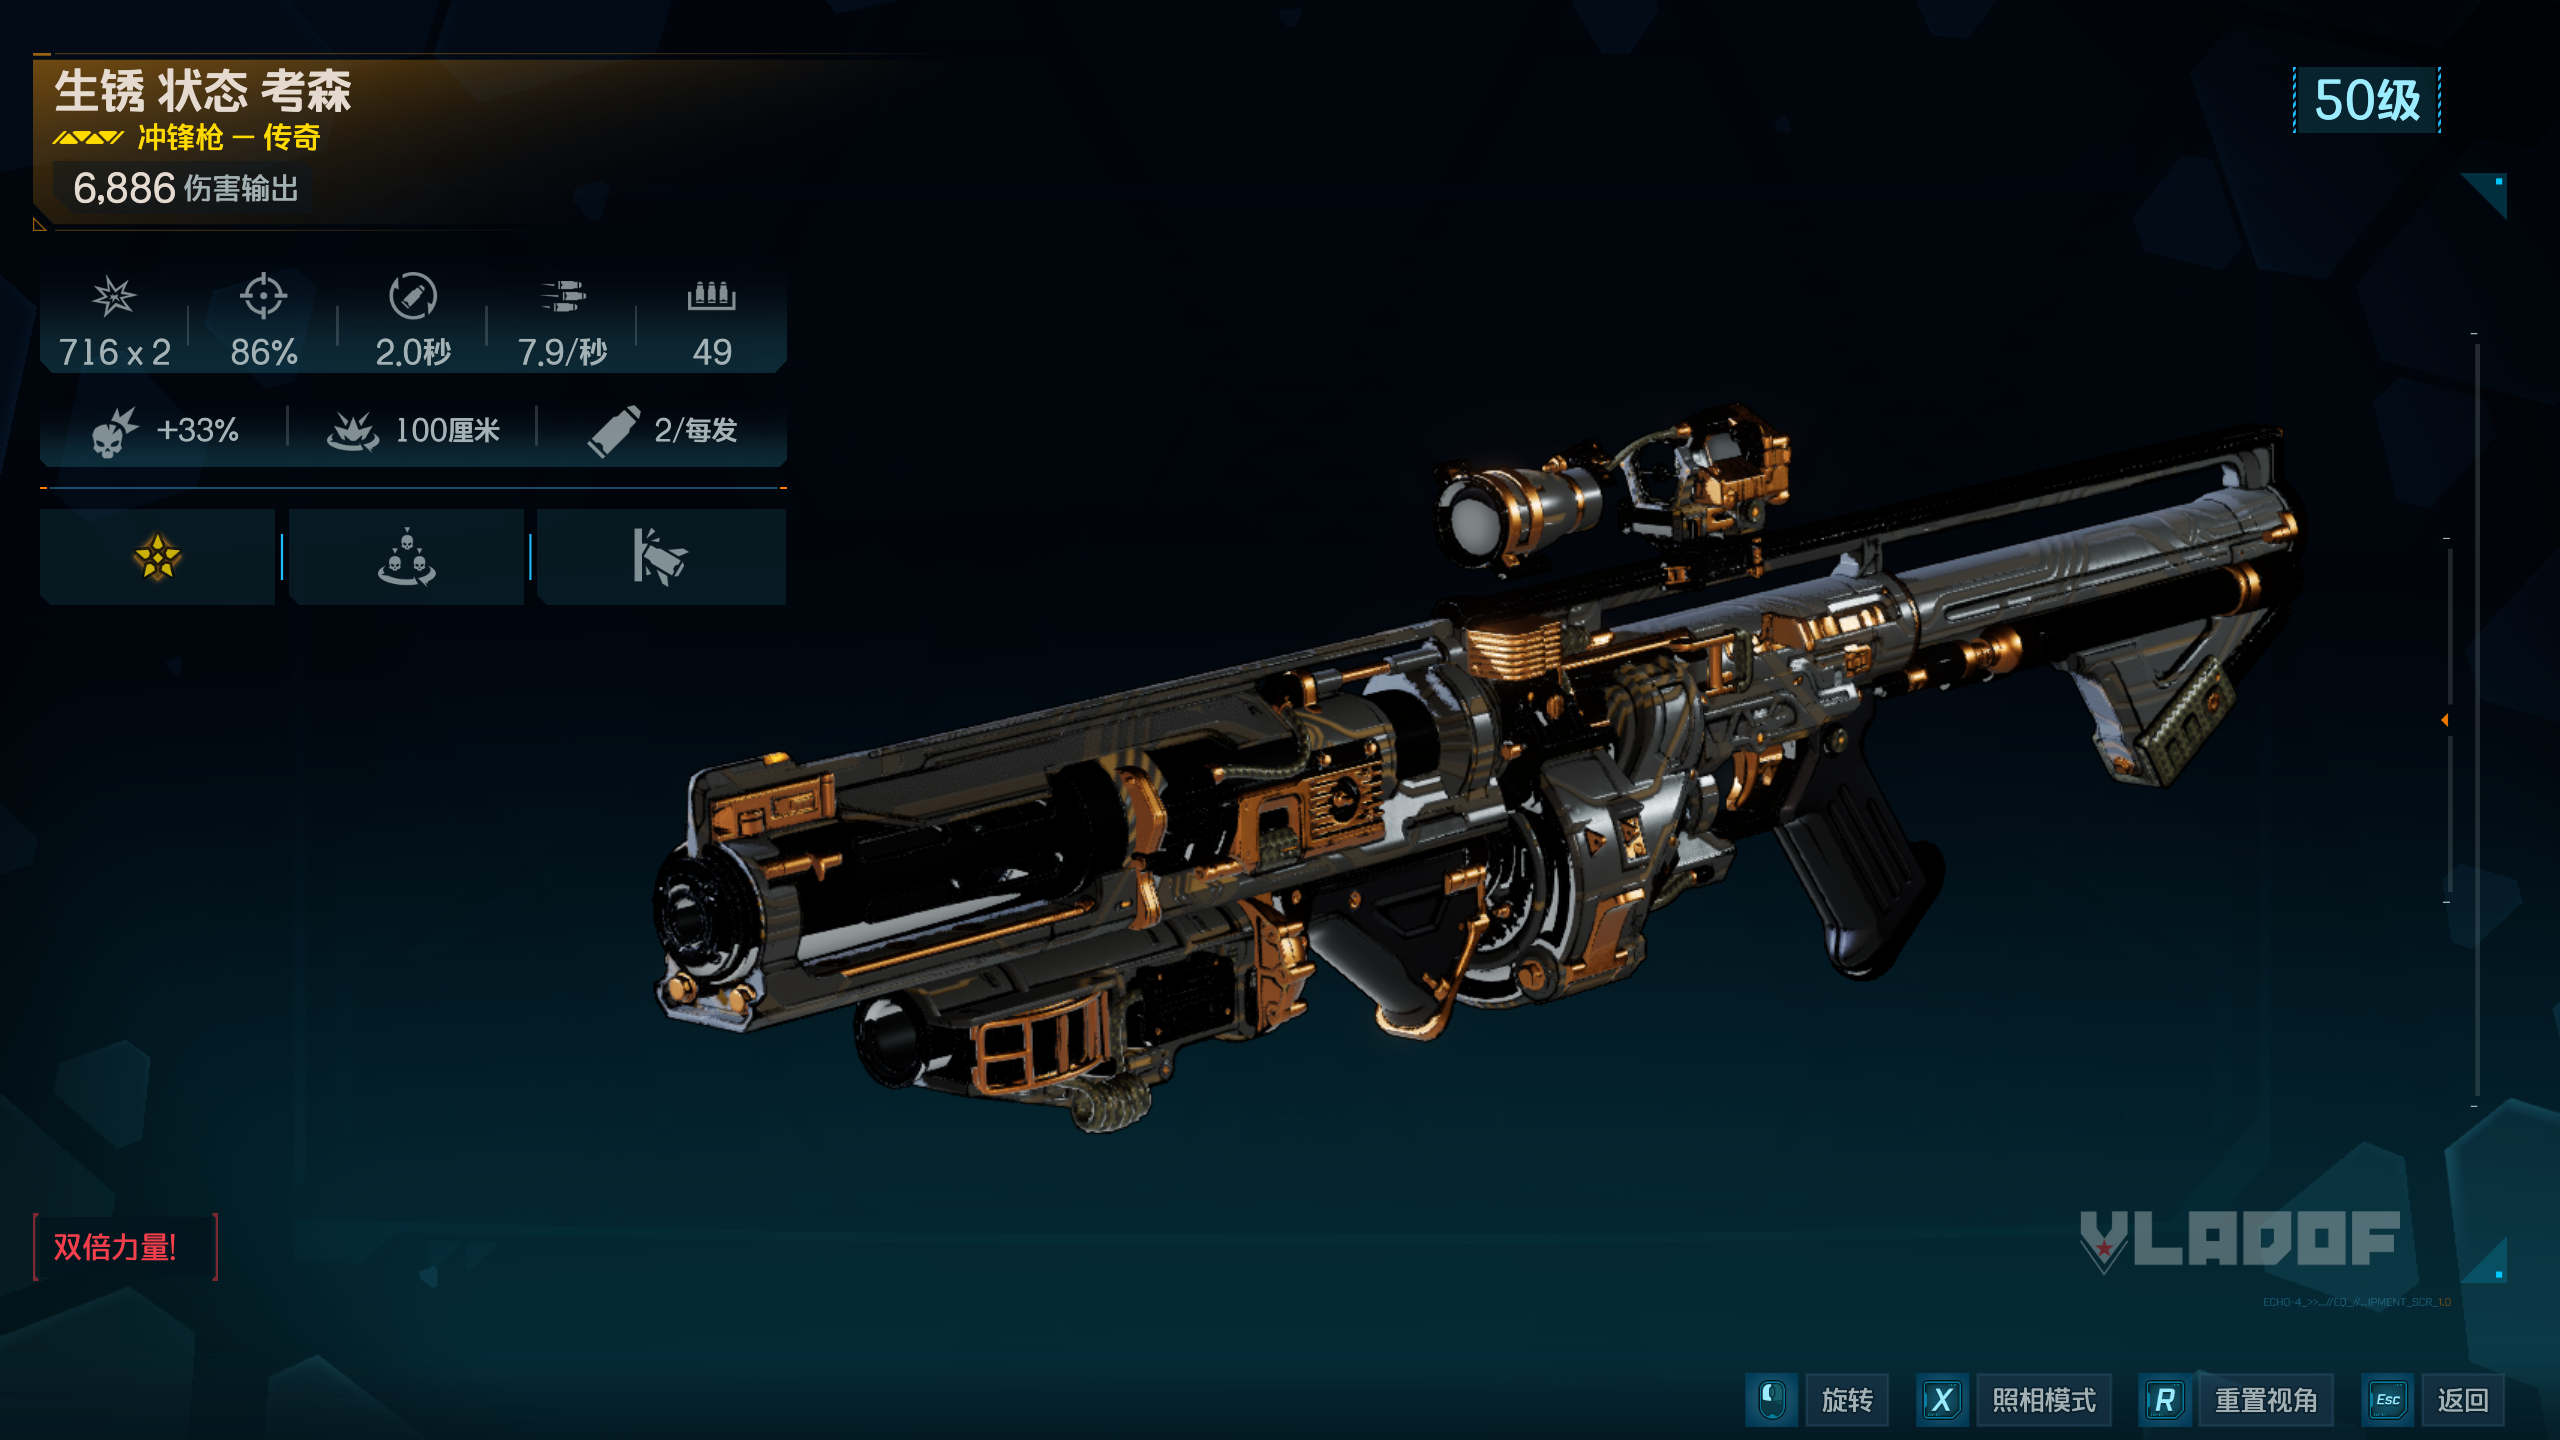 生锈 状态 考森
冲锋枪 – 传奇
6,886 伤害输出
50级
716 x 2
86%
2.0秒
7.9/秒
49
+33%
100厘米
2/每发
双倍力量!
VLADOF
旋转
X 照相模式
R 重置视角
Esc 返回